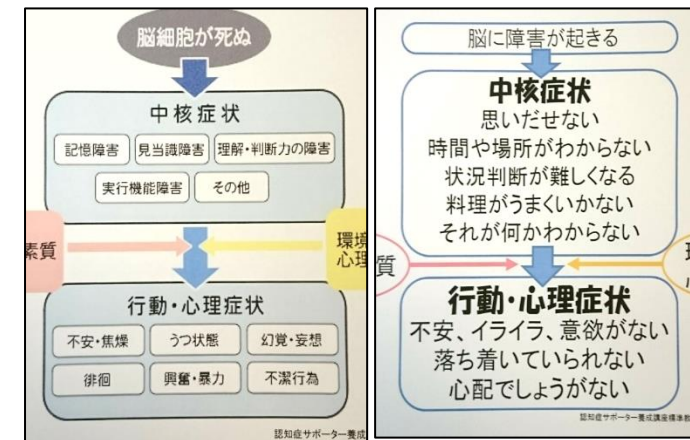 脳細胞が死ぬ
中核症状
記憶障害 見当識障害 理解・判断力の障害
実行機能障害 その他
素質
環境
心理
行動・心理症状
不安・焦燥 うつ状態 幻覚・妄想
徘徊 興奮・暴力 不潔行為
認知症サポーター養成
脳に障害が起きる
中核症状
思いだせない
時間や場所がわからない
状況判断が難しくなる
料理がうまくいかない
それが何かわからない
質
行動・心理症状
不安、イライラ、意欲がない
落ち着いていられない
心配でしょうがない
認知症サポーター養成講座標準教